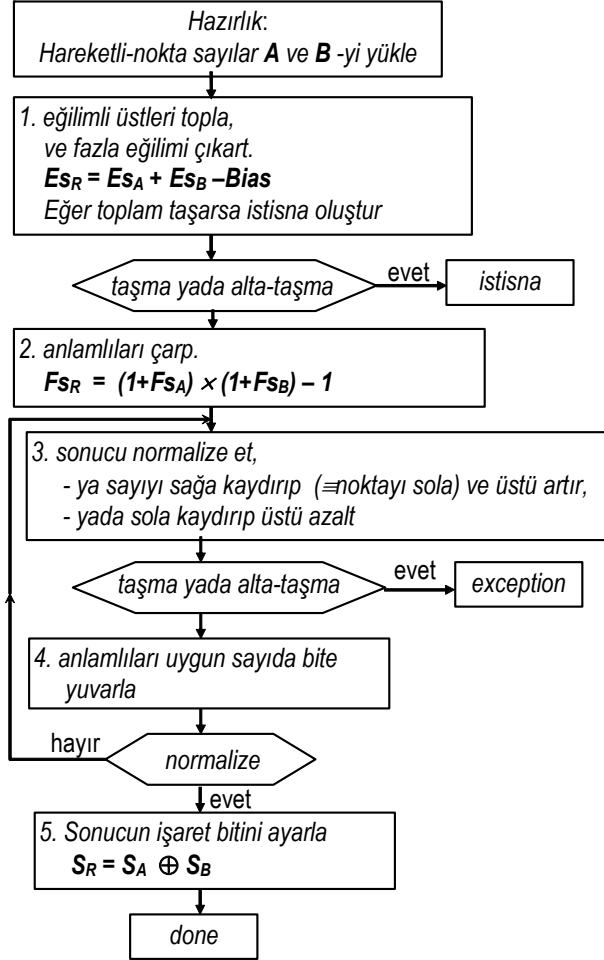 Hazırlık:
Hareketli-nokta sayılar A ve B -yi yükle
1. eğilimli üstleri topla,
ve fazla eğilimi çıkart.
EsR = EsA + EsB –Bias
Eğer toplam taşarsa istisna oluştur
taşma yada alta-taşma
evet
istisna
2. anlamlıları çarp.
FsR = (1+FsA) × (1+FsB) – 1
3. sonucu normalize et,
- ya sayıyı sağa kaydırıp (≡noktayı sola) ve üstü artır,
- yada sola kaydırıp üstü azalt
taşma yada alta-taşma
evet
exception
4. anlamlıları uygun sayıda bite
yuvarla
hayır
normalize
evet
5. Sonucun işaret bitini ayarla
SR = SA ⊕ SB
done